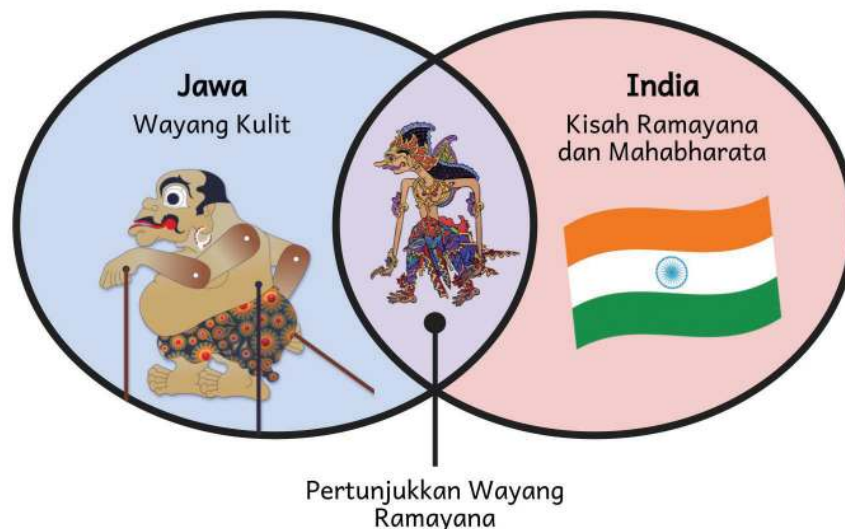 Jawa
Wayang Kulit
India
Kisah Ramayana
dan Mahabharata
Pertunjukkan Wayang
Ramayana